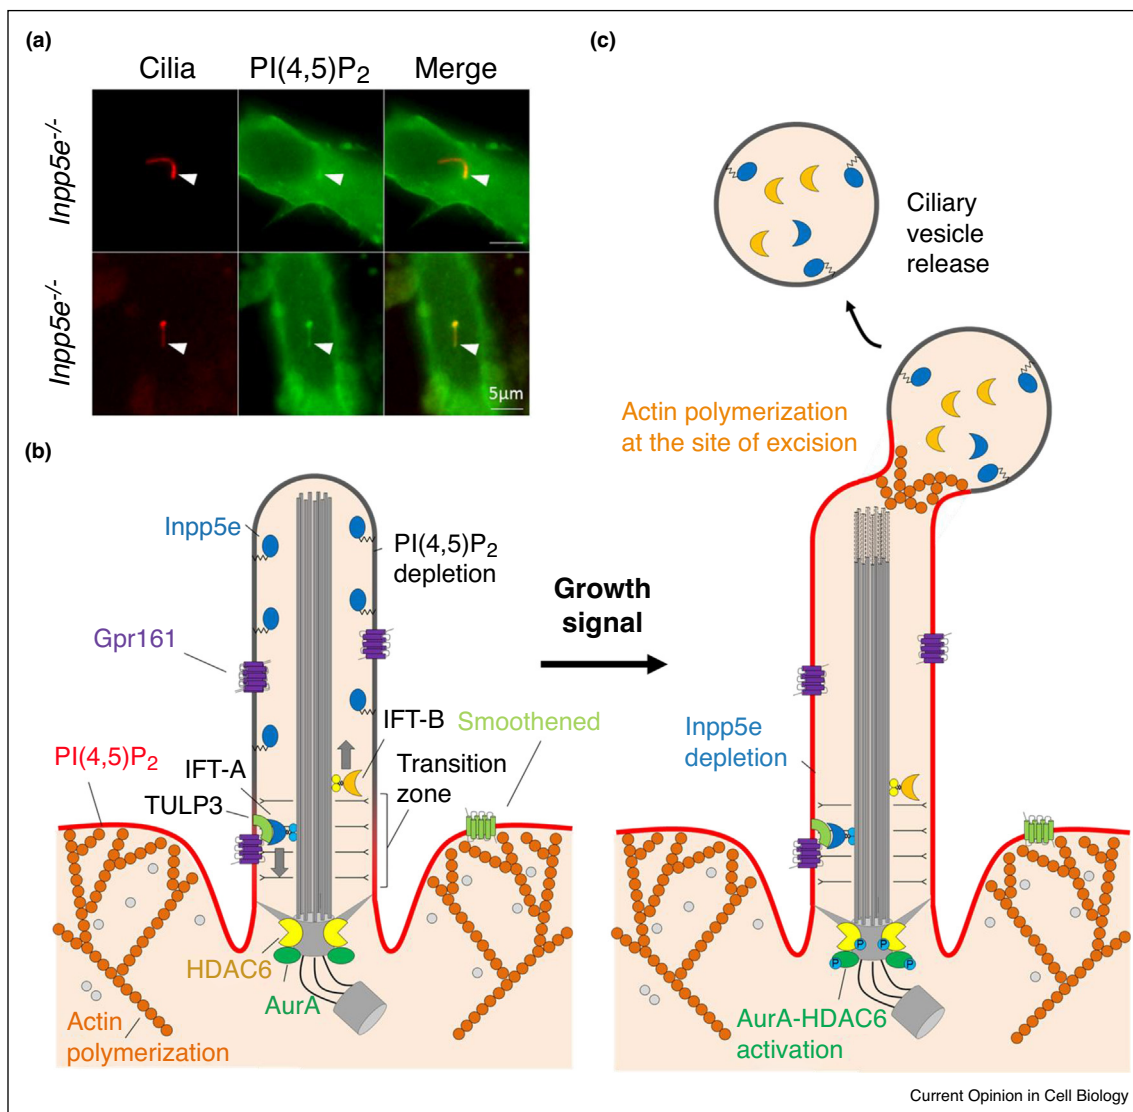 (a)
Cilia
PI(4,5)P₂
Merge
Inpp5e⁻/⁻
Inpp5e⁻/⁻
5μm
(b)
Inpp5e
PI(4,5)P₂
depletion
Gpr161
IFT-B
Smoothened
PI(4,5)P₂
IFT-A
Transition
zone
TULP3
HDAC6
AurA
Actin
polymerization
Growth
signal
(c)
Ciliary
vesicle
release
Actin polymerization
at the site of excision
Inpp5e
depletion
P
P
P
P
AurA-HDAC6
activation
Current Opinion in Cell Biology